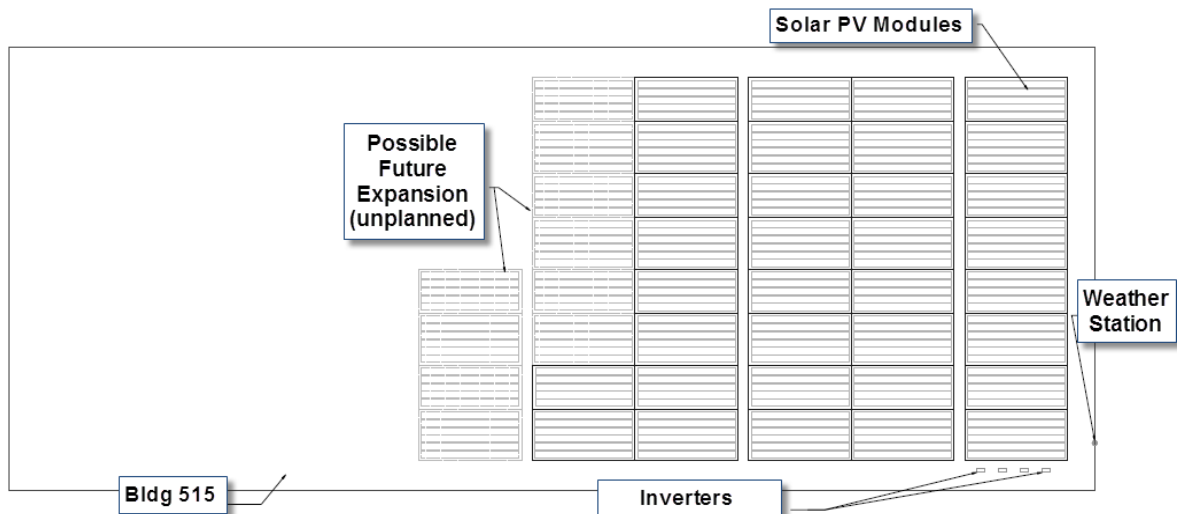 Solar PV Modules
Possible
Future
Expansion
(unplanned)
Weather
Station
Bldg 515
Inverters